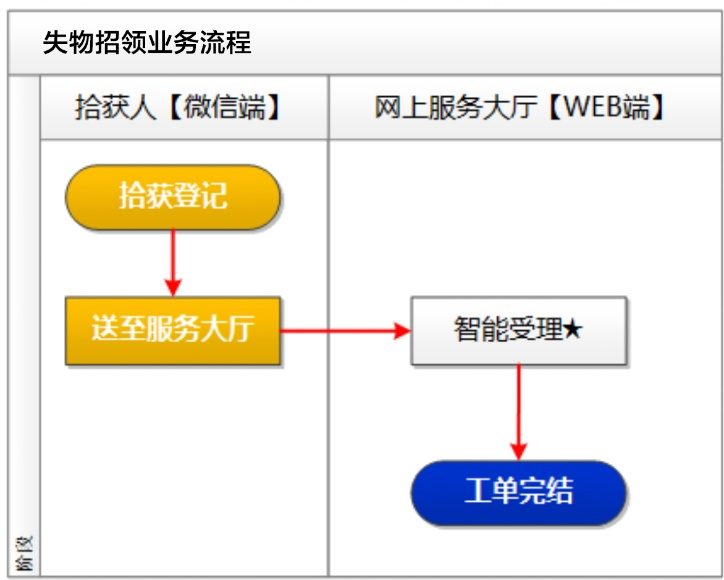 失物招领业务流程
拾获人【微信端】
网上服务大厅【WEB端】
拾获登记
送至服务大厅
智能受理★
工单完结
阶段